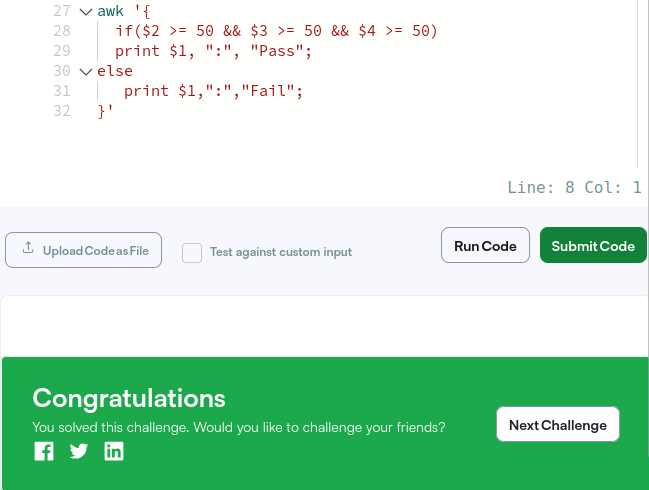 27 awk '{
28 if($2 >= 50 && $3 >= 50 && $4 >= 50)
29 print $1, ":", "Pass";
30 else
31 print $1,":","Fail";
32 }'
Line: 8 Col: 1
Upload Code as File
Test against custom input
Run Code
Submit Code
Congratulations
You solved this challenge. Would you like to challenge your friends?
Next Challenge